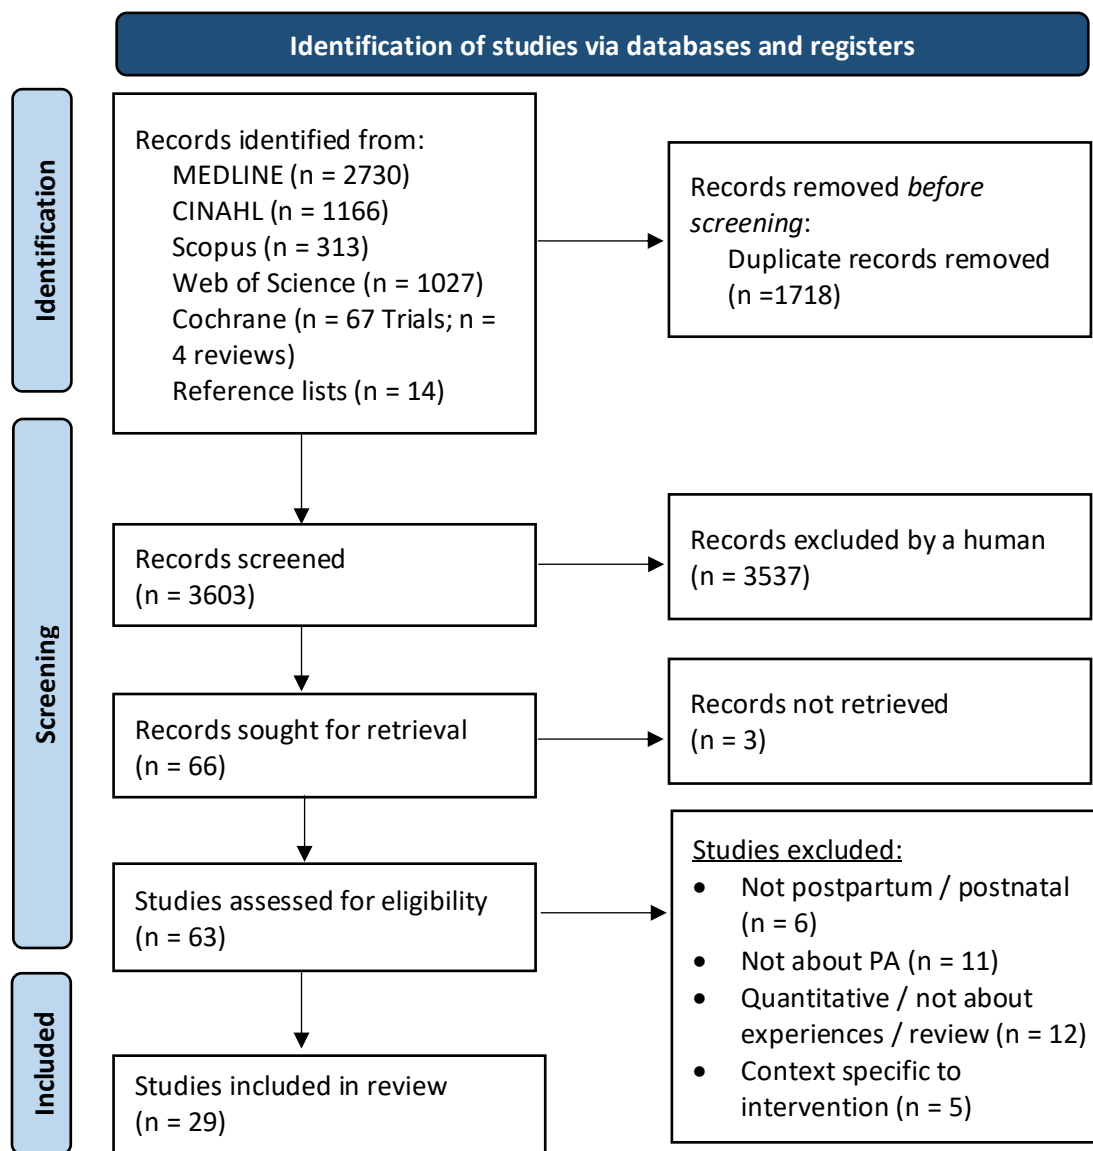 Identification of studies via databases and registers
Identification
Records identified from:
MEDLINE (n = 2730)
CINAHL (n = 1166)
Scopus (n = 313)
Web of Science (n = 1027)
Cochrane (n = 67 Trials; n =
4 reviews)
Reference lists (n = 14)
Records removed before
screening:
Duplicate records removed
(n =1718)
Screening
Records screened
(n = 3603)
Records excluded by a human
(n = 3537)
Records sought for retrieval
(n = 66)
Records not retrieved
(n = 3)
Studies assessed for eligibility
(n = 63)
Studies excluded:
• Not postpartum / postnatal
(n = 6)
• Not about PA (n = 11)
• Quantitative / not about
experiences / review (n = 12)
• Context specific to
intervention (n = 5)
Included
Studies included in review
(n = 29)